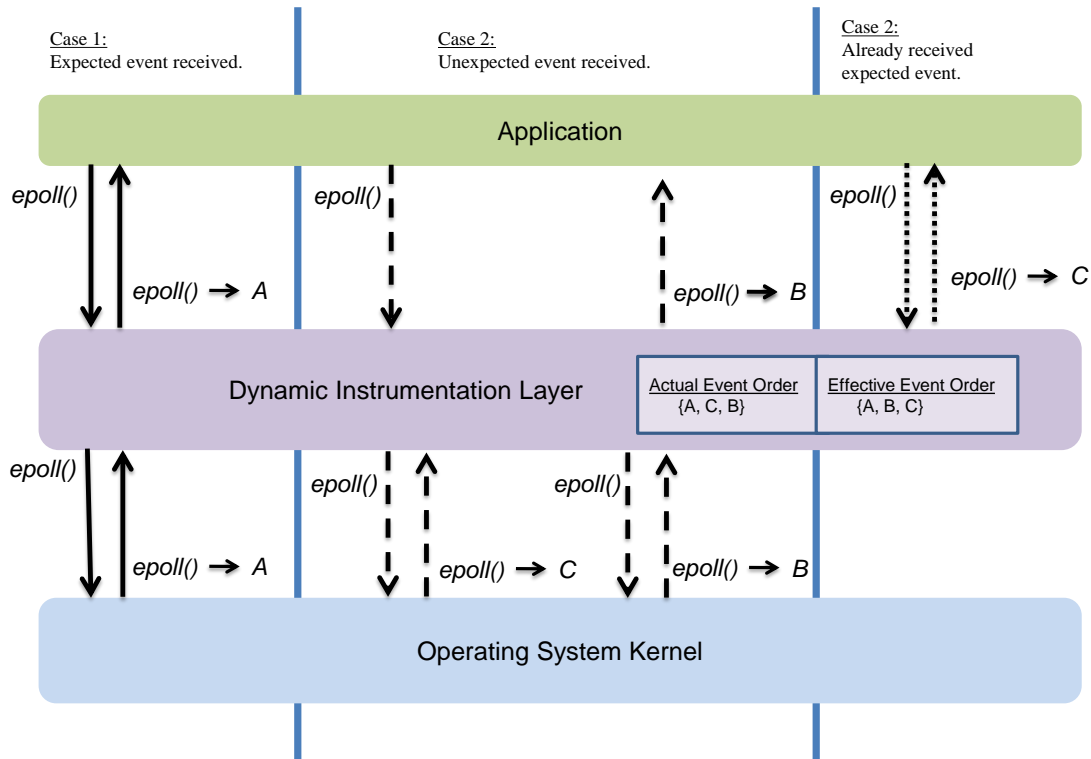 Case 1:
Expected event received.
Case 2:
Unexpected event received.
Case 2:
Already received
expected event.
Application
epoll()
epoll() → A
epoll()
epoll() → B
epoll()
epoll() → C
Dynamic Instrumentation Layer
Actual Event Order
{A, C, B}
Effective Event Order
{A, B, C}
epoll()
epoll() → A
epoll()
epoll() → C
epoll()
epoll() → B
Operating System Kernel